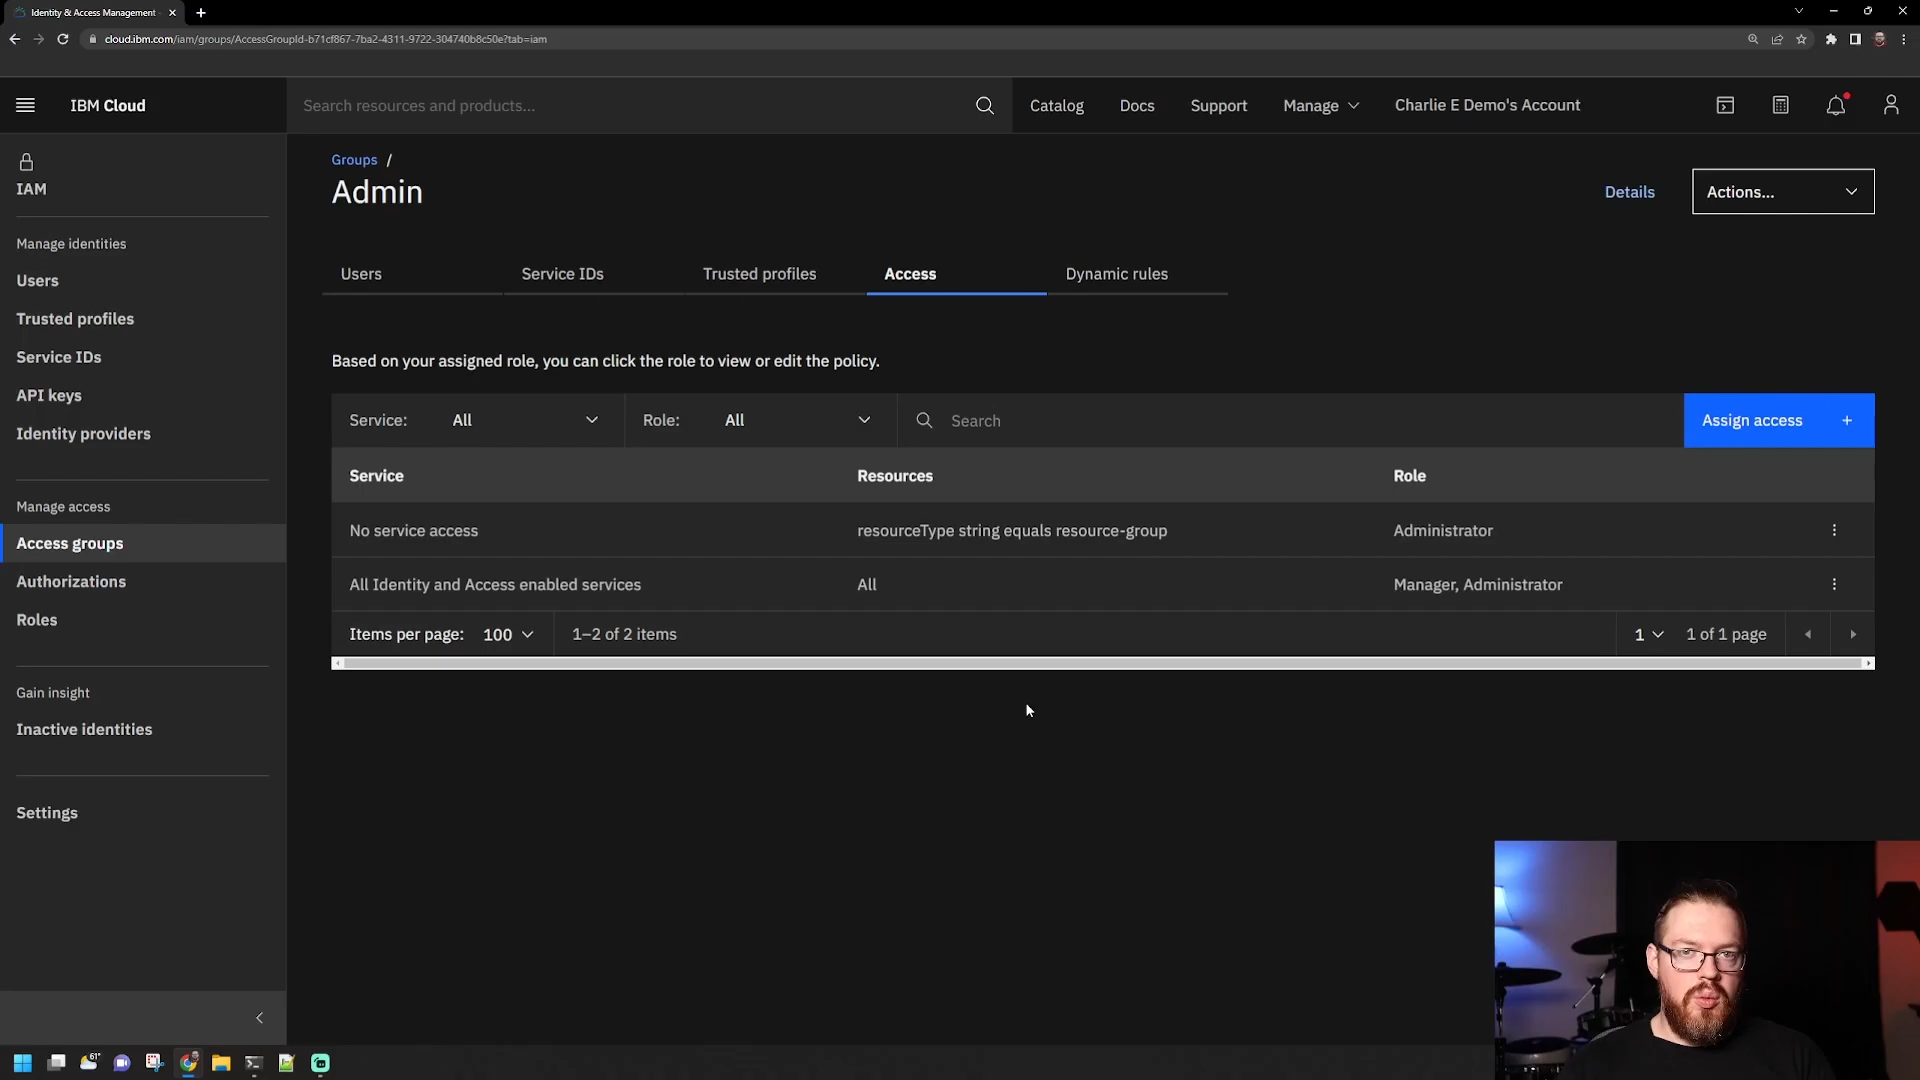 Identity & Access Management
cloud.ibm.com/iam/groups/AccessGroupId-b71cf867-7ba2-4311-9722-304740b8c50e?tab=iam
IBM Cloud
Search resources and products...
Catalog
Docs
Support
Manage
Charlie E Demo's Account
IAM
Manage identities
Users
Trusted profiles
Service IDs
API keys
Identity providers
Manage access
Access groups
Authorizations
Roles
Gain insight
Inactive identities
Settings
Groups /
Admin
Details
Actions...
Users
Service IDs
Trusted profiles
Access
Dynamic rules
Based on your assigned role, you can click the role to view or edit the policy.
Service: All
Role: All
Search
Assign access +
Service Resources Role
No service access resourceType string equals resource-group Administrator
All Identity and Access enabled services All Manager, Administrator
Items per page: 100 1–2 of 2 items 1 1 of 1 page
61°